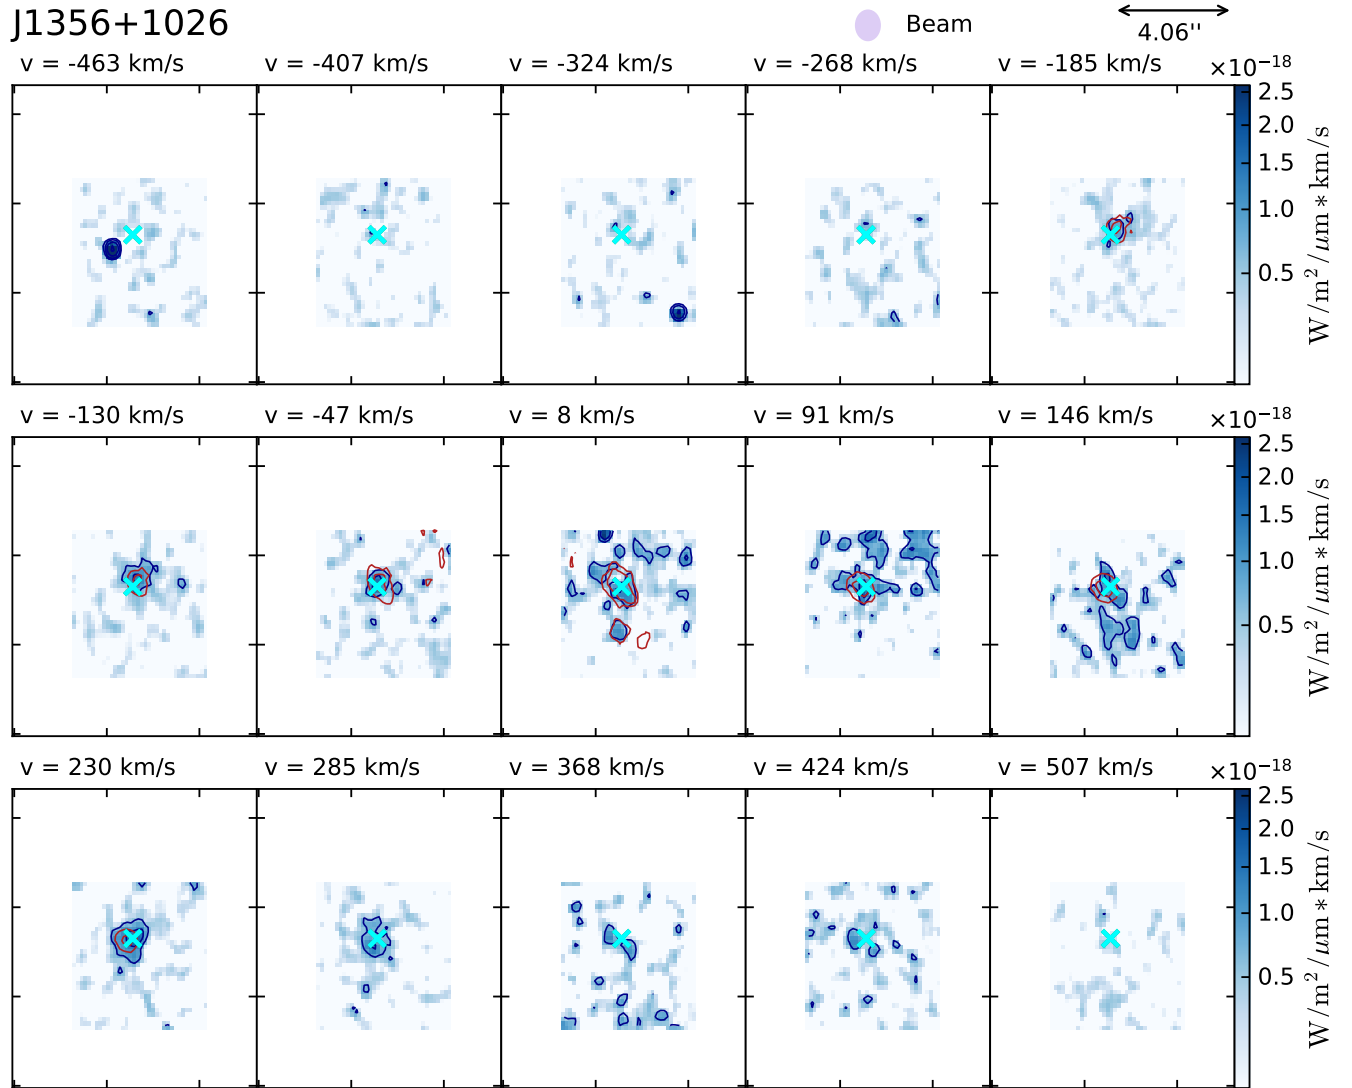 J1356+1026
Beam
4.06''
v = -463 km/s
v = -407 km/s
v = -324 km/s
v = -268 km/s
v = -185 km/s
×10⁻¹⁸
2.5
2.0
1.5
1.0
0.5
W/m²/μm∗km/s
v = -130 km/s
v = -47 km/s
v = 8 km/s
v = 91 km/s
v = 146 km/s
×10⁻¹⁸
2.5
2.0
1.5
1.0
0.5
W/m²/μm∗km/s
v = 230 km/s
v = 285 km/s
v = 368 km/s
v = 424 km/s
v = 507 km/s
×10⁻¹⁸
2.5
2.0
1.5
1.0
0.5
W/m²/μm∗km/s